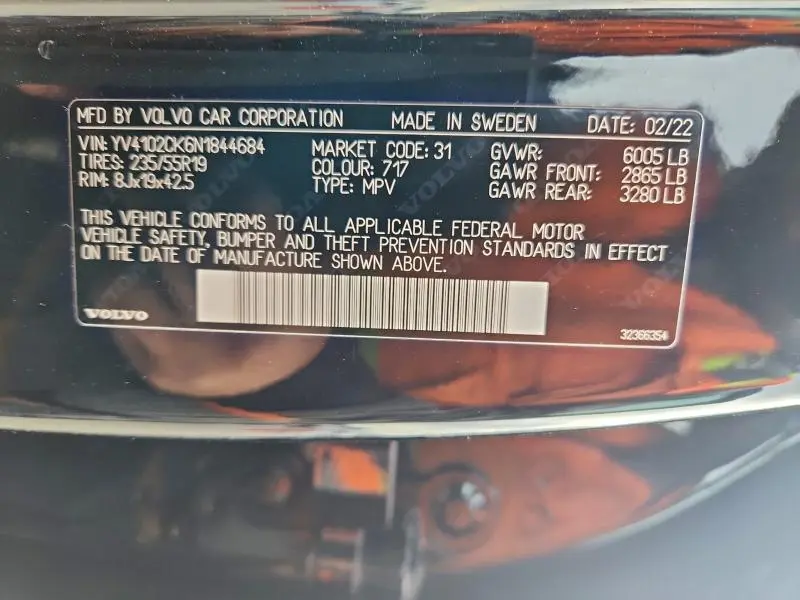 MFD BY VOLVO CAR CORPORATION MADE IN SWEDEN DATE: 02/22
VIN: YV4102CK6N1844684 MARKET CODE: 31 GVWR: 6005 LB
TIRES: 235/55R19 COLOUR: 717 GAWR FRONT: 2865 LB
RIM: 8Jx19x42.5 TYPE: MPV GAWR REAR: 3280 LB
THIS VEHICLE CONFORMS TO ALL APPLICABLE FEDERAL MOTOR
VEHICLE SAFETY, BUMPER AND THEFT PREVENTION STANDARDS IN EFFECT
ON THE DATE OF MANUFACTURE SHOWN ABOVE.
VOLVO 32366354